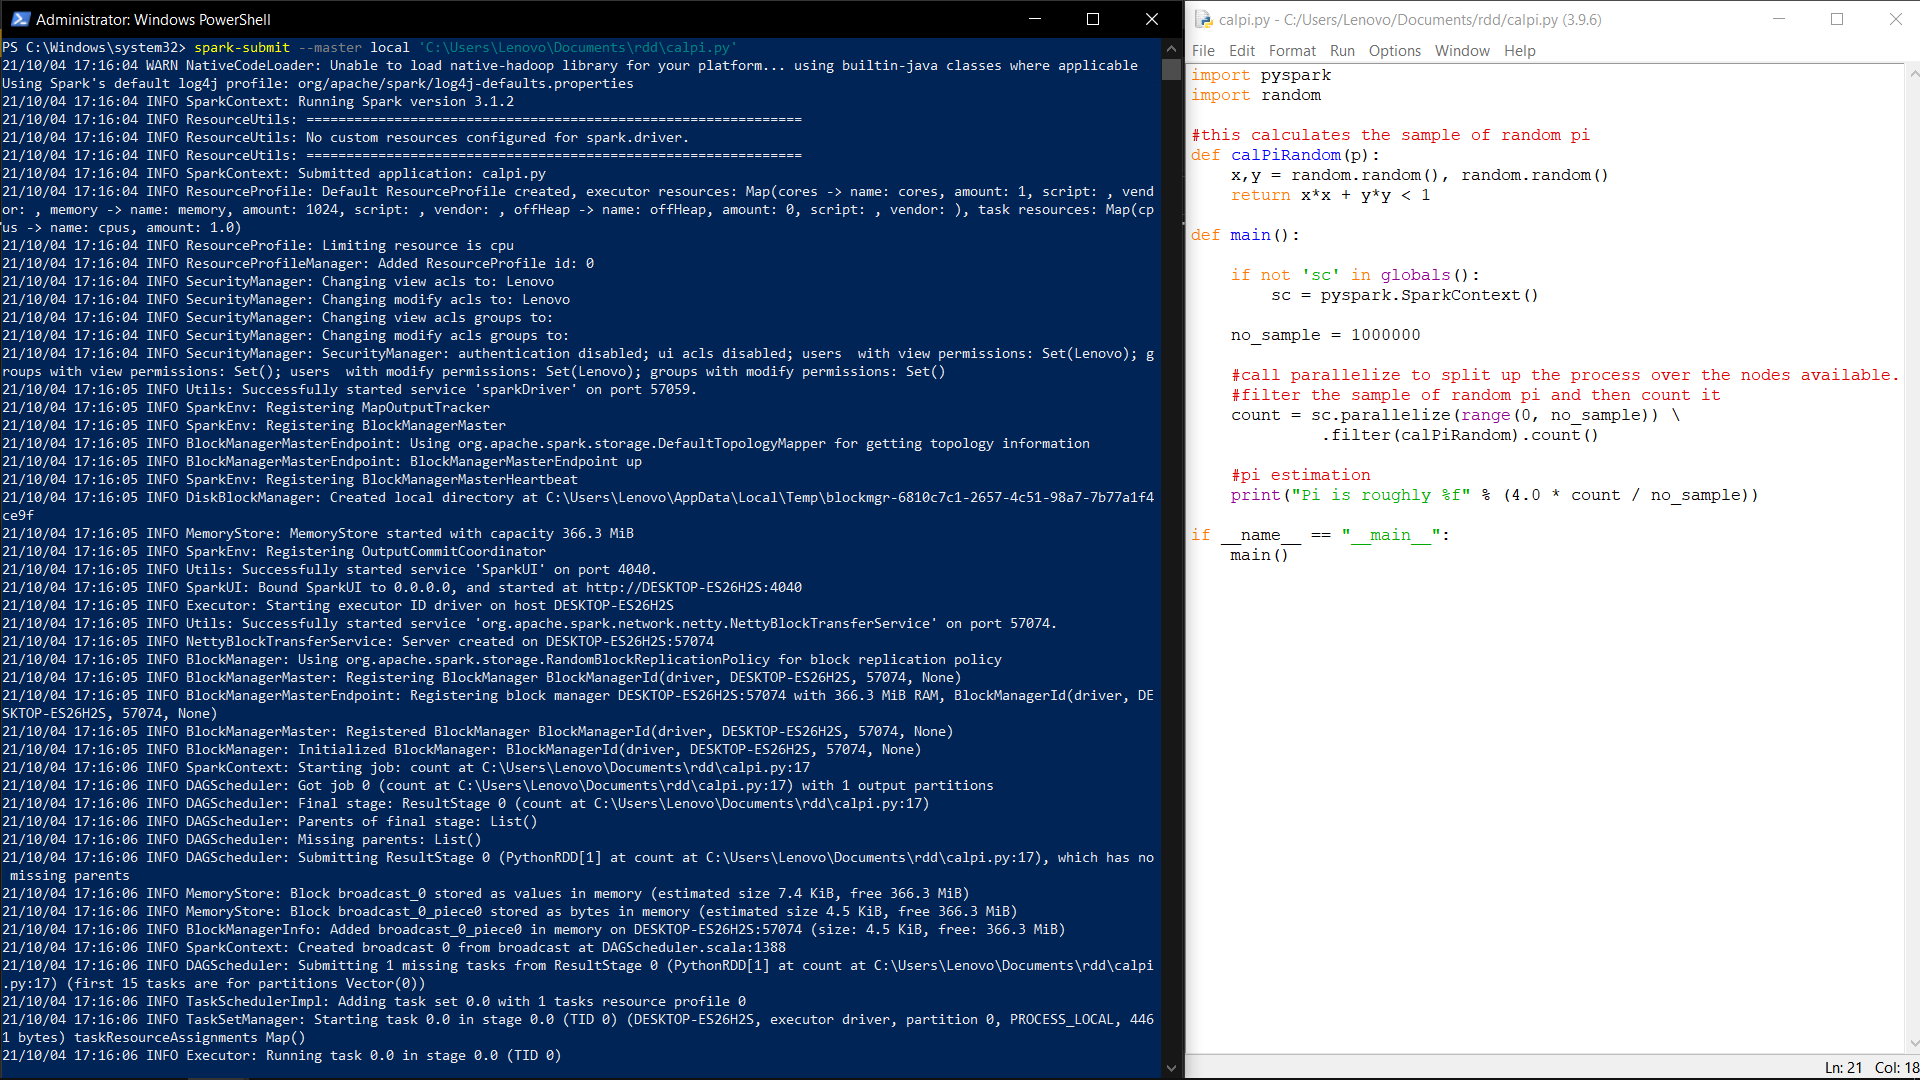 Administrator: Windows PowerShell
PS C:\Windows\system32> spark-submit --master local 'C:\Users\Lenovo\Documents\rdd\calpi.py'
21/10/04 17:16:04 WARN NativeCodeLoader: Unable to load native-hadoop library for your platform... using builtin-java classes where applicable
Using Spark's default log4j profile: org/apache/spark/log4j-defaults.properties
21/10/04 17:16:04 INFO SparkContext: Running Spark version 3.1.2
21/10/04 17:16:04 INFO ResourceUtils: ==============================================================
21/10/04 17:16:04 INFO ResourceUtils: No custom resources configured for spark.driver.
21/10/04 17:16:04 INFO ResourceUtils: ==============================================================
21/10/04 17:16:04 INFO SparkContext: Submitted application: calpi.py
21/10/04 17:16:04 INFO ResourceProfile: Default ResourceProfile created, executor resources: Map(cores -> name: cores, amount: 1, script: , vend
or: , memory -> name: memory, amount: 1024, script: , vendor: , offHeap -> name: offHeap, amount: 0, script: , vendor: ), task resources: Map(cp
us -> name: cpus, amount: 1.0)
21/10/04 17:16:04 INFO ResourceProfile: Limiting resource is cpu
21/10/04 17:16:04 INFO ResourceProfileManager: Added ResourceProfile id: 0
21/10/04 17:16:04 INFO SecurityManager: Changing view acls to: Lenovo
21/10/04 17:16:04 INFO SecurityManager: Changing modify acls to: Lenovo
21/10/04 17:16:04 INFO SecurityManager: Changing view acls groups to:
21/10/04 17:16:04 INFO SecurityManager: Changing modify acls groups to:
21/10/04 17:16:04 INFO SecurityManager: SecurityManager: authentication disabled; ui acls disabled; users  with view permissions: Set(Lenovo); g
roups with view permissions: Set(); users  with modify permissions: Set(Lenovo); groups with modify permissions: Set()
21/10/04 17:16:05 INFO Utils: Successfully started service 'sparkDriver' on port 57059.
21/10/04 17:16:05 INFO SparkEnv: Registering MapOutputTracker
21/10/04 17:16:05 INFO SparkEnv: Registering BlockManagerMaster
21/10/04 17:16:05 INFO BlockManagerMasterEndpoint: Using org.apache.spark.storage.DefaultTopologyMapper for getting topology information
21/10/04 17:16:05 INFO BlockManagerMasterEndpoint: BlockManagerMasterEndpoint up
21/10/04 17:16:05 INFO SparkEnv: Registering BlockManagerMasterHeartbeat
21/10/04 17:16:05 INFO DiskBlockManager: Created local directory at C:\Users\Lenovo\AppData\Local\Temp\blockmgr-6810c7c1-2657-4c51-98a7-7b77a1f4
ce9f
21/10/04 17:16:05 INFO MemoryStore: MemoryStore started with capacity 366.3 MiB
21/10/04 17:16:05 INFO SparkEnv: Registering OutputCommitCoordinator
21/10/04 17:16:05 INFO Utils: Successfully started service 'SparkUI' on port 4040.
21/10/04 17:16:05 INFO SparkUI: Bound SparkUI to 0.0.0.0, and started at http://DESKTOP-ES26H2S:4040
21/10/04 17:16:05 INFO Executor: Starting executor ID driver on host DESKTOP-ES26H2S
21/10/04 17:16:05 INFO Utils: Successfully started service 'org.apache.spark.network.netty.NettyBlockTransferService' on port 57074.
21/10/04 17:16:05 INFO NettyBlockTransferService: Server created on DESKTOP-ES26H2S:57074
21/10/04 17:16:05 INFO BlockManager: Using org.apache.spark.storage.RandomBlockReplicationPolicy for block replication policy
21/10/04 17:16:05 INFO BlockManagerMaster: Registering BlockManager BlockManagerId(driver, DESKTOP-ES26H2S, 57074, None)
21/10/04 17:16:05 INFO BlockManagerMasterEndpoint: Registering block manager DESKTOP-ES26H2S:57074 with 366.3 MiB RAM, BlockManagerId(driver, DE
SKTOP-ES26H2S, 57074, None)
21/10/04 17:16:05 INFO BlockManagerMaster: Registered BlockManager BlockManagerId(driver, DESKTOP-ES26H2S, 57074, None)
21/10/04 17:16:05 INFO BlockManager: Initialized BlockManager: BlockManagerId(driver, DESKTOP-ES26H2S, 57074, None)
21/10/04 17:16:06 INFO SparkContext: Starting job: count at C:\Users\Lenovo\Documents\rdd\calpi.py:17
21/10/04 17:16:06 INFO DAGScheduler: Got job 0 (count at C:\Users\Lenovo\Documents\rdd\calpi.py:17) with 1 output partitions
21/10/04 17:16:06 INFO DAGScheduler: Final stage: ResultStage 0 (count at C:\Users\Lenovo\Documents\rdd\calpi.py:17)
21/10/04 17:16:06 INFO DAGScheduler: Parents of final stage: List()
21/10/04 17:16:06 INFO DAGScheduler: Missing parents: List()
21/10/04 17:16:06 INFO DAGScheduler: Submitting ResultStage 0 (PythonRDD[1] at count at C:\Users\Lenovo\Documents\rdd\calpi.py:17), which has no
 missing parents
21/10/04 17:16:06 INFO MemoryStore: Block broadcast_0 stored as values in memory (estimated size 7.4 KiB, free 366.3 MiB)
21/10/04 17:16:06 INFO MemoryStore: Block broadcast_0_piece0 stored as bytes in memory (estimated size 4.5 KiB, free 366.3 MiB)
21/10/04 17:16:06 INFO BlockManagerInfo: Added broadcast_0_piece0 in memory on DESKTOP-ES26H2S:57074 (size: 4.5 KiB, free: 366.3 MiB)
21/10/04 17:16:06 INFO SparkContext: Created broadcast 0 from broadcast at DAGScheduler.scala:1388
21/10/04 17:16:06 INFO DAGScheduler: Submitting 1 missing tasks from ResultStage 0 (PythonRDD[1] at count at C:\Users\Lenovo\Documents\rdd\calpi
.py:17) (first 15 tasks are for partitions Vector(0))
21/10/04 17:16:06 INFO TaskSchedulerImpl: Adding task set 0.0 with 1 tasks resource profile 0
21/10/04 17:16:06 INFO TaskSetManager: Starting task 0.0 in stage 0.0 (TID 0) (DESKTOP-ES26H2S, executor driver, partition 0, PROCESS_LOCAL, 446
1 bytes) taskResourceAssignments Map()
21/10/04 17:16:06 INFO Executor: Running task 0.0 in stage 0.0 (TID 0)
calpi.py - C:/Users/Lenovo/Documents/rdd/calpi.py (3.9.6)
File Edit Format Run Options Window Help
import pyspark
import random
#this calculates the sample of random pi
def calPiRandom(p):
    x,y = random.random(), random.random()
    return x*x + y*y < 1
def main():
    if not 'sc' in globals():
        sc = pyspark.SparkContext()
    no_sample = 1000000
    #call parallelize to split up the process over the nodes available.
    #filter the sample of random pi and then count it
    count = sc.parallelize(range(0, no_sample)) \
             .filter(calPiRandom).count()
    #pi estimation
    print("Pi is roughly %f" % (4.0 * count / no_sample))
if __name__ == "__main__":
    main()
Ln: 21 Col: 18